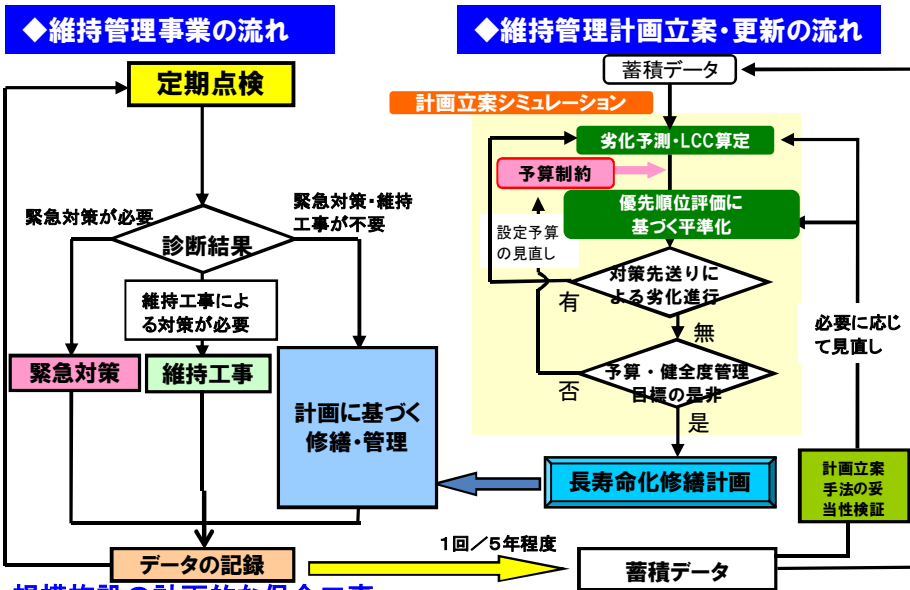 ◆維持管理事業の流れ
定期点検
緊急対策が必要
緊急対策・維持
工事が不要
診断結果
維持工事によ
る対策が必要
緊急対策
維持工事
計画に基づく
修繕・管理
データの記録
1回／5年程度
◆維持管理計画立案・更新の流れ
蓄積データ
計画立案シミュレーション
劣化予測・LCC算定
予算制約
優先順位評価に
基づく平準化
設定予算
の見直し
対策先送りに
よる劣化進行
有
無
予算・健全度管理
目標の是非
否
是
必要に応じ
て見直し
長寿命化修繕計画
計画立案
手法の妥
当性検証
蓄積データ